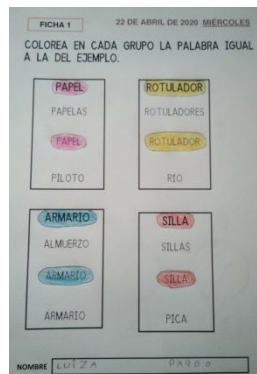 FICHA 1
22 DE ABRIL DE 2020 MIÉRCOLES
COLOREA EN CADA GRUPO LA PALABRA IGUAL
A LA DEL EJEMPLO.
PAPEL
PAPELAS
PAPEL
PILOTO
ROTULADOR
ROTULADORES
ROTULADOR
RIO
ARMARIO
ALMUERZO
ARMARIO
ARMARIO
SILLA
SILLAS
SILLA
PICA
NOMBRE LUIZA PARDO